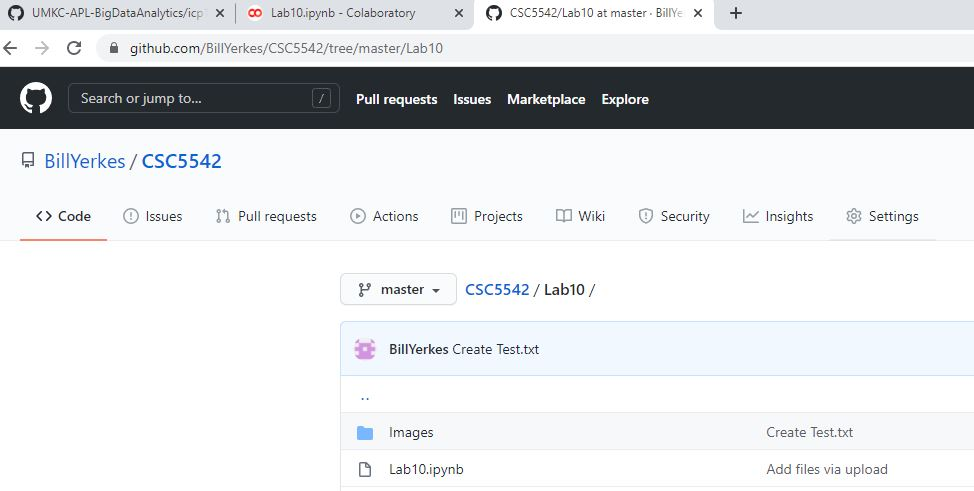 UMKC-APL-BigDataAnalytics/icp
Lab10.ipynb - Colaboratory
CSC5542/Lab10 at master · BillYe
github.com/BillYerkes/CSC5542/tree/master/Lab10
Search or jump to... / Pull requests Issues Marketplace Explore
BillYerkes / CSC5542
<> Code Issues Pull requests Actions Projects Wiki Security Insights Settings
master CSC5542 / Lab10 /
BillYerkes Create Test.txt
..
Images Create Test.txt
Lab10.ipynb Add files via upload